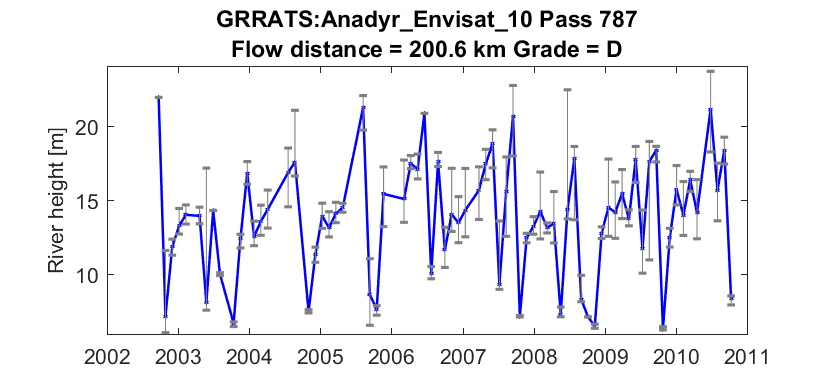 GRRATS:Anadyr_Envisat_10 Pass 787
Flow distance = 200.6 km Grade = D
River height [m]
20
15
10
2002 2003 2004 2005 2006 2007 2008 2009 2010 2011